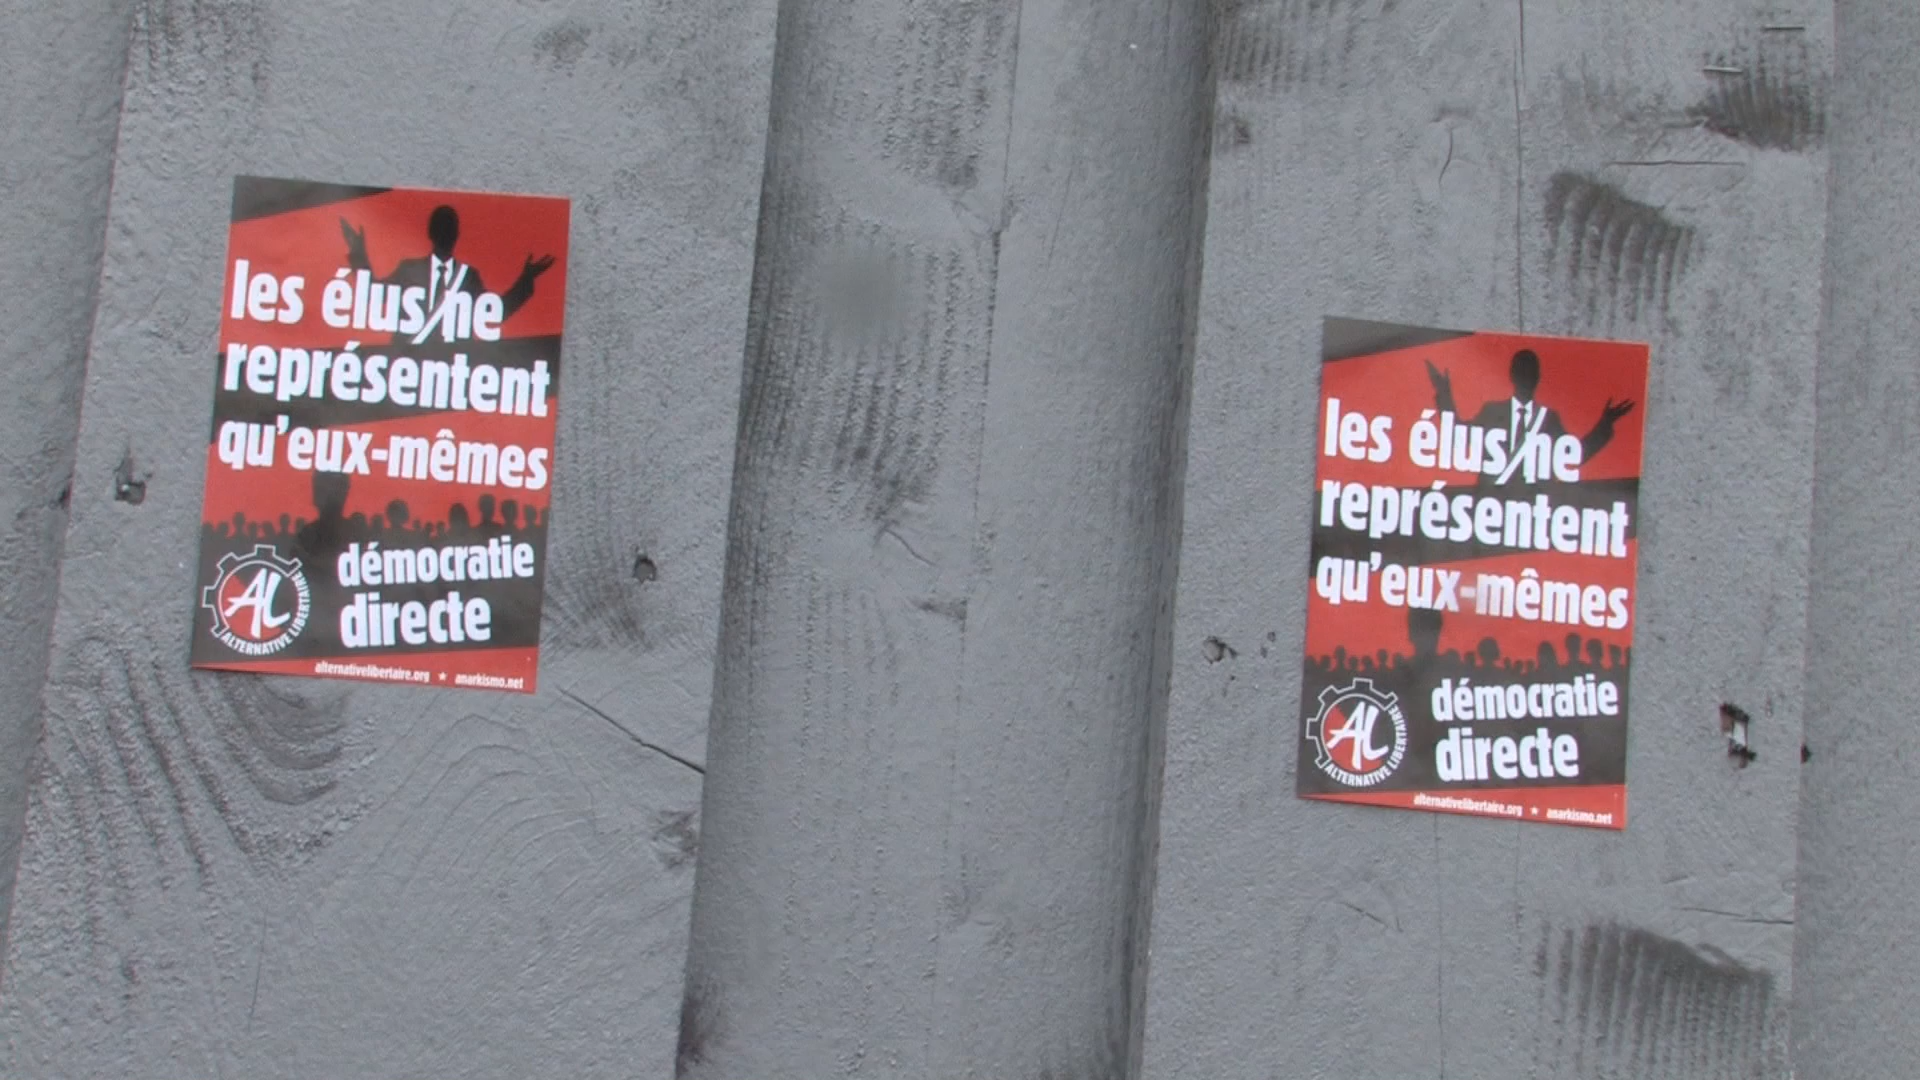 les élus ne
représentent
qu'eux-mêmes
démocratie
directe
AL
ALTERNATIVE LIBERTAIRE
alternativelibertaire.org ★ anarkismo.net
les élus ne
représentent
qu'eux-mêmes
démocratie
directe
AL
ALTERNATIVE LIBERTAIRE
alternativelibertaire.org ★ anarkismo.net